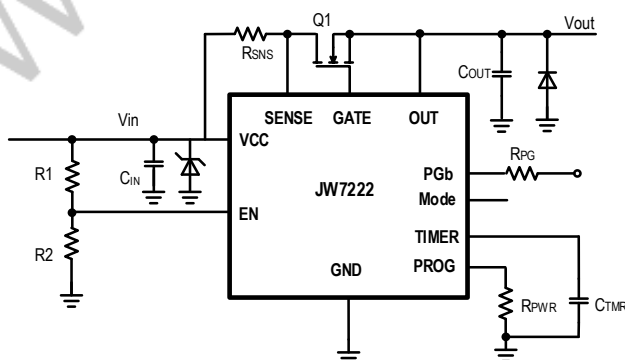 Q1
Vout
RSNS
COUT
SENSE GATE OUT
Vin
VCC
R1
CIN
PGb
RPG
JW7222
Mode
EN
TIMER
R2
GND
PROG
RPWR
CTMR